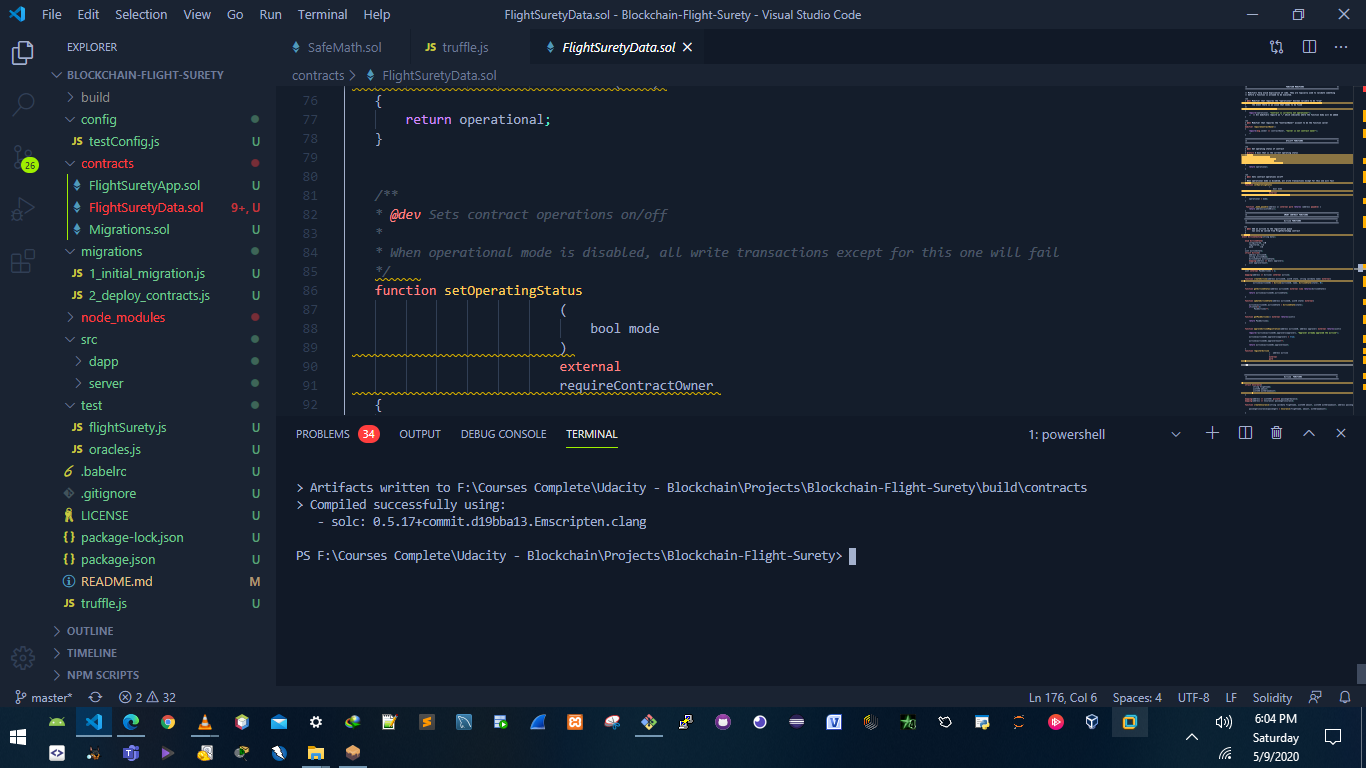 File Edit Selection View Go Run Terminal Help
FlightSuretyData.sol - Blockchain-Flight-Surety - Visual Studio Code
EXPLORER
BLOCKCHAIN-FLIGHT-SURETY
build
config
JS testConfig.js U
contracts
FlightSuretyApp.sol U
FlightSuretyData.sol 9+, U
Migrations.sol U
migrations
JS 1_initial_migration.js U
JS 2_deploy_contracts.js U
node_modules
src
dapp
server
test
JS flightSurety.js U
JS oracles.js U
.babelrc U
.gitignore U
LICENSE U
{} package-lock.json U
{} package.json U
README.md M
JS truffle.js U
OUTLINE
TIMELINE
NPM SCRIPTS
26
SafeMath.sol
JS truffle.js
FlightSuretyData.sol
contracts > FlightSuretyData.sol
76 {
77 return operational;
78 }
79
80
81 /**
82 * @dev Sets contract operations on/off
83 *
84 * When operational mode is disabled, all write transactions except for this one will fail
85 */
86 function setOperatingStatus
87 (
88 bool mode
89 )
90 external
91 requireContractOwner
92 {
PROBLEMS 34 OUTPUT DEBUG CONSOLE TERMINAL
1: powershell
> Artifacts written to F:\Courses Complete\Udacity - Blockchain\Projects\Blockchain-Flight-Surety\build\contracts
> Compiled successfully using:
- solc: 0.5.17+commit.d19bba13.Emscripten.clang
PS F:\Courses Complete\Udacity - Blockchain\Projects\Blockchain-Flight-Surety>
master* 2 32
Ln 176, Col 6 Spaces: 4 UTF-8 LF Solidity
6:04 PM
Saturday
5/9/2020